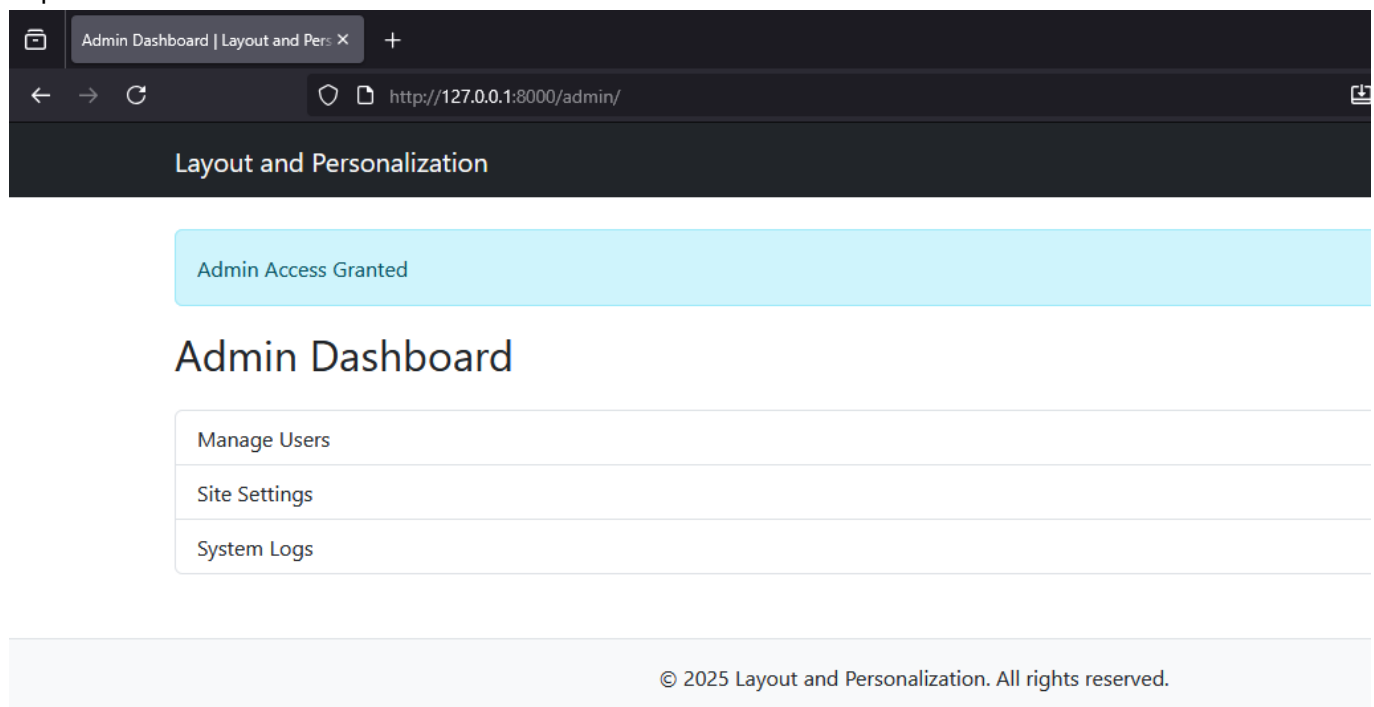 Admin Dashboard | Layout and Pers
http://127.0.0.1:8000/admin/
Layout and Personalization
Admin Access Granted
Admin Dashboard
Manage Users
Site Settings
System Logs
© 2025 Layout and Personalization. All rights reserved.